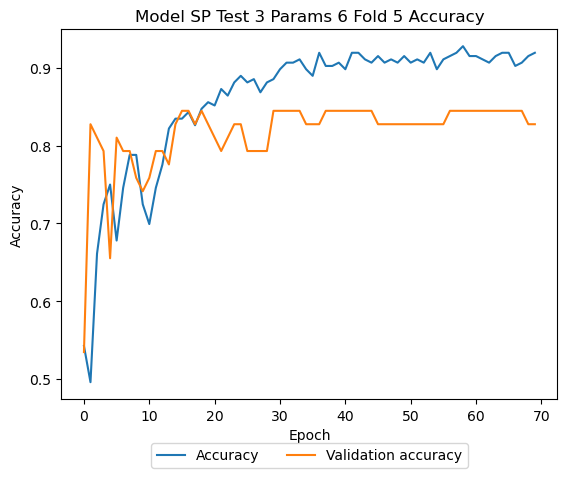 Model SP Test 3 Params 6 Fold 5 Accuracy
Accuracy
0.9
0.8
0.7
0.6
0.5
0 10 20 30 40 50 60 70
Epoch
Accuracy Validation accuracy